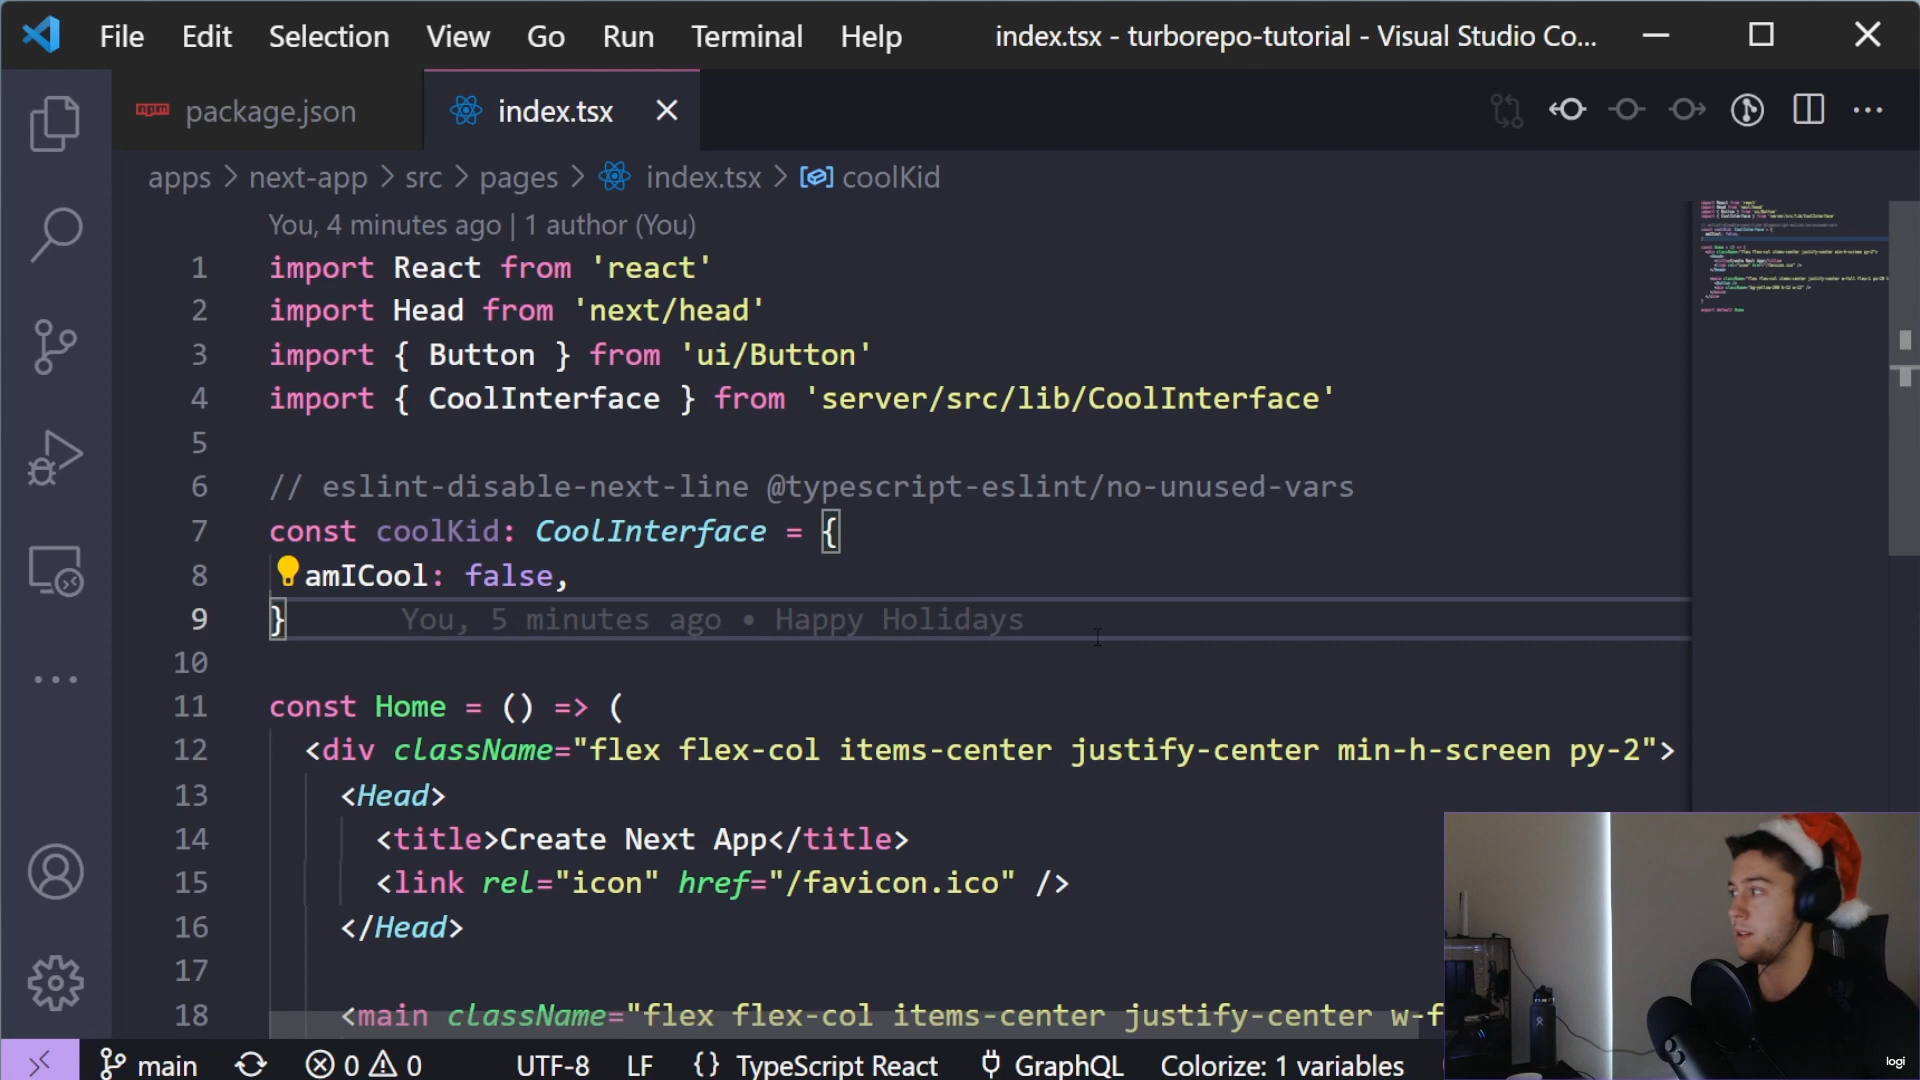 File Edit Selection View Go Run Terminal Help index.tsx - turborepo-tutorial - Visual Studio Co...
npm package.json index.tsx
apps > next-app > src > pages > index.tsx > coolKid
You, 4 minutes ago | 1 author (You)
1 import React from 'react'
2 import Head from 'next/head'
3 import { Button } from 'ui/Button'
4 import { CoolInterface } from 'server/src/lib/CoolInterface'
5
6 // eslint-disable-next-line @typescript-eslint/no-unused-vars
7 const coolKid: CoolInterface = {
8 amICool: false,
9 } You, 5 minutes ago • Happy Holidays
10
11 const Home = () => (
12 <div className="flex flex-col items-center justify-center min-h-screen py-2">
13 <Head>
14 <title>Create Next App</title>
15 <link rel="icon" href="/favicon.ico" />
16 </Head>
17
18 <main className="flex flex-col items-center justify-center w-f
main 0 0 UTF-8 LF {} TypeScript React GraphQL Colorize: 1 variables
logi